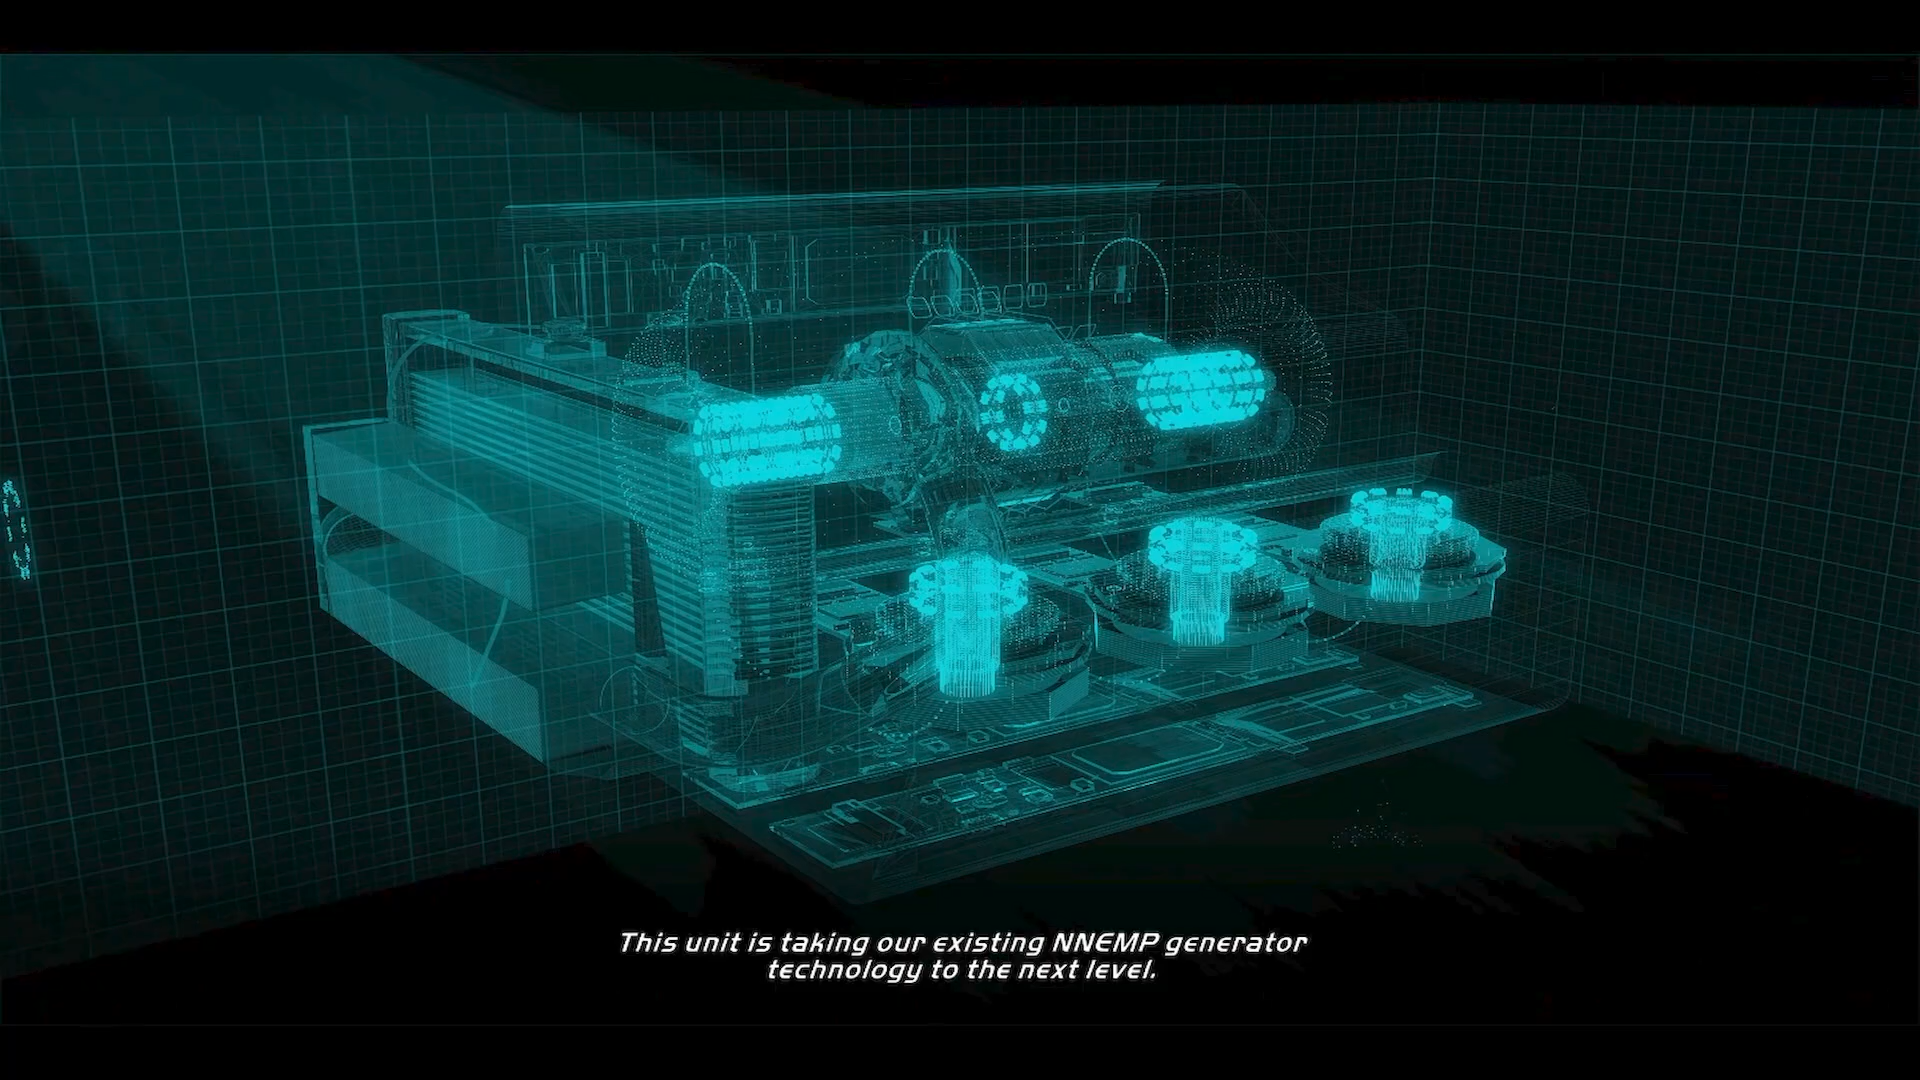 This unit is taking our existing NNEMP generator
technology to the next level.